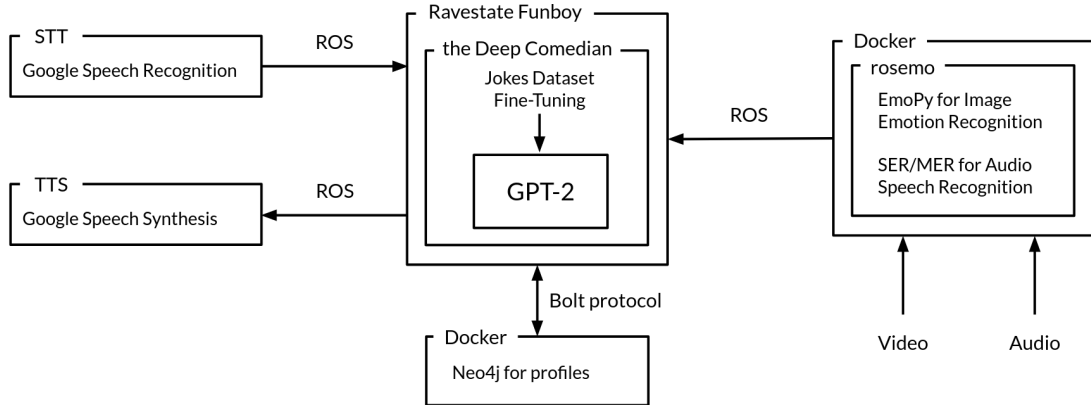 STT
Google Speech Recognition
ROS
TTS
Google Speech Synthesis
ROS
Ravestate Funboy
the Deep Comedian
Jokes Dataset
Fine-Tuning
GPT-2
Bolt protocol
Docker
Neo4j for profiles
ROS
Docker
rosemo
EmoPy for Image
Emotion Recognition
SER/MER for Audio
Speech Recognition
Video
Audio